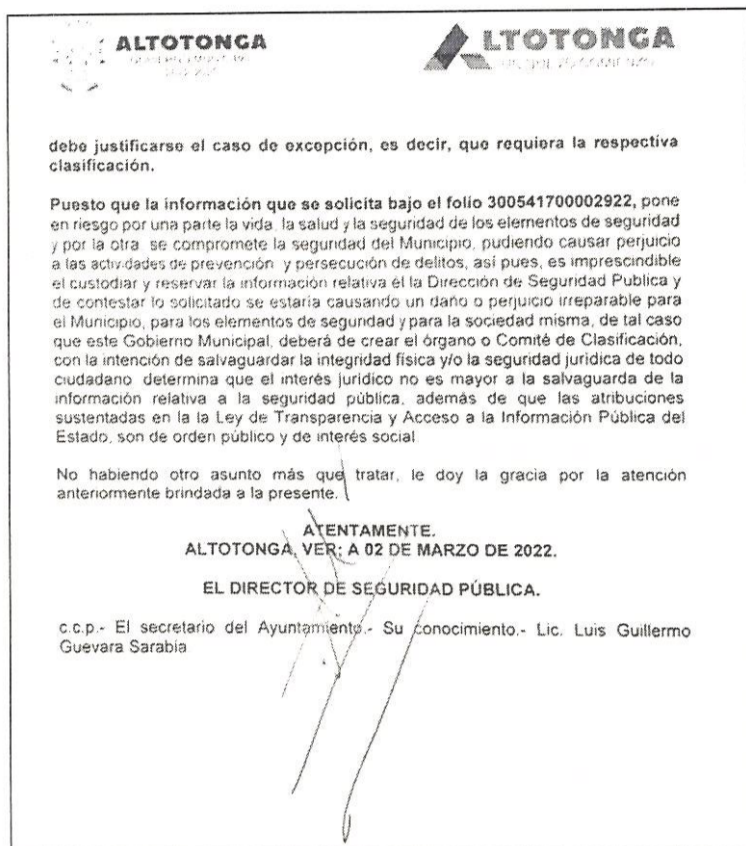 ALTOTONGA
LTOTONGA
debe justificarse el caso de excepción, es decir, que requiera la respectiva
clasificación.
Puesto que la información que se solicita bajo el folio 300541700002922, pone
en riesgo por una parte la vida, la salud y la seguridad de los elementos de seguridad
y por la otra se compromete la seguridad del Municipio, pudiendo causar perjuicio
a las actividades de prevención y persecución de delitos, así pues, es imprescindible
el custodiar y reservar la información relativa él la Dirección de Seguridad Publica y
de contestar lo solicitado se estaría causando un daño o perjuicio irreparable para
el Municipio, para los elementos de seguridad y para la sociedad misma, de tal caso
que este Gobierno Municipal, deberá de crear el órgano o Comité de Clasificación,
con la intención de salvaguardar la integridad física y/o la seguridad jurídica de todo
ciudadano determina que el interés jurídico no es mayor a la salvaguarda de la
información relativa a la seguridad pública, además de que las atribuciones
sustentadas en la la Ley de Transparencia y Acceso a la Información Pública del
Estado, son de orden público y de interés social
No habiendo otro asunto más que tratar, le doy la gracia por la atención
anteriormente brindada a la presente.
ATENTAMENTE.
ALTOTONGA, VER; A 02 DE MARZO DE 2022.
EL DIRECTOR DE SEGURIDAD PÚBLICA.
c.c.p.- El secretario del Ayuntamiento.- Su conocimiento.- Lic. Luis Guillermo
Guevara Sarabia